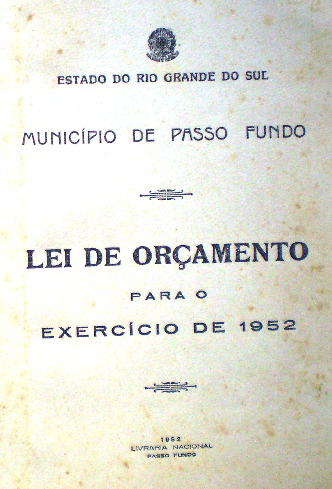 ESTADO DO RIO GRANDE DO SUL
MUNICÍPIO DE PASSO FUNDO
LEI DE ORÇAMENTO
PARA O
EXERCÍCIO DE 1952
1952
LIVRARIA NACIONAL
PASSO FUNDO